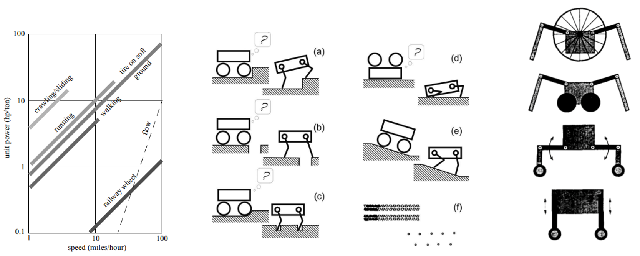 100
10
1
0.1
unit power (hp/ton)
crawling/sliding
running
tire on soft
ground
walking
flow
railway wheel
1
10
100
speed (miles/hour)
?
(a)
?
(b)
?
(c)
?
(d)
(e)
(f)